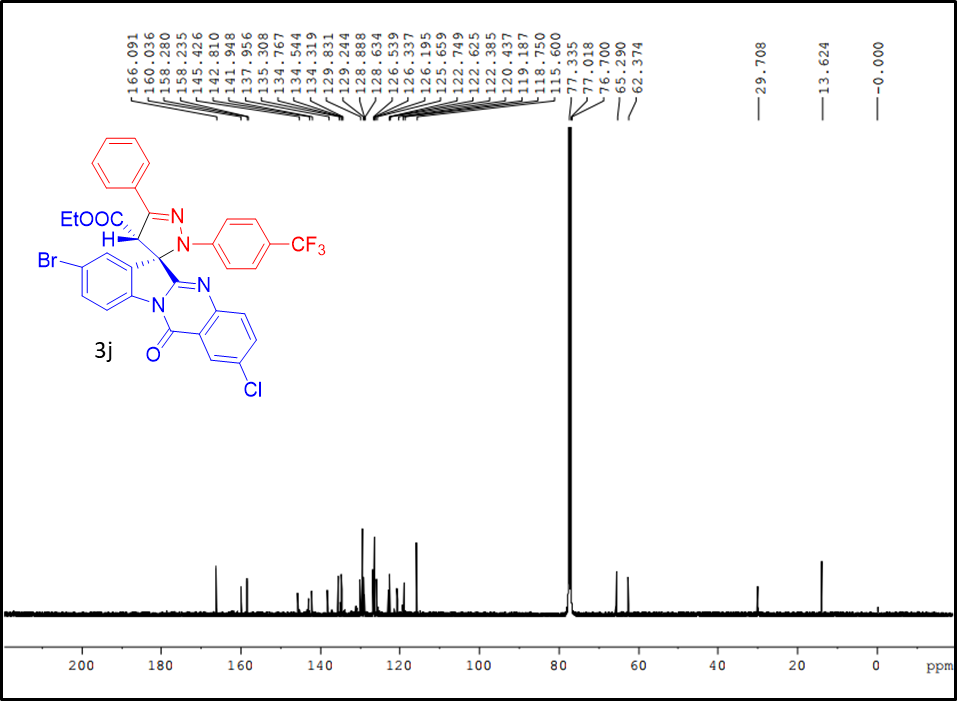 166.091
160.036
158.280
158.235
145.426
142.810
141.948
137.956
135.308
134.767
134.544
134.319
129.831
129.244
128.888
128.634
126.539
126.337
126.195
125.659
122.749
122.625
122.385
120.437
119.187
118.750
115.600
77.335
77.018
76.700
65.290
62.374
29.708
13.624
-0.000
EtOOC
N
H
N
CF3
Br
N
N
O
Cl
3j
200 180 160 140 120 100 80 60 40 20 0 ppm